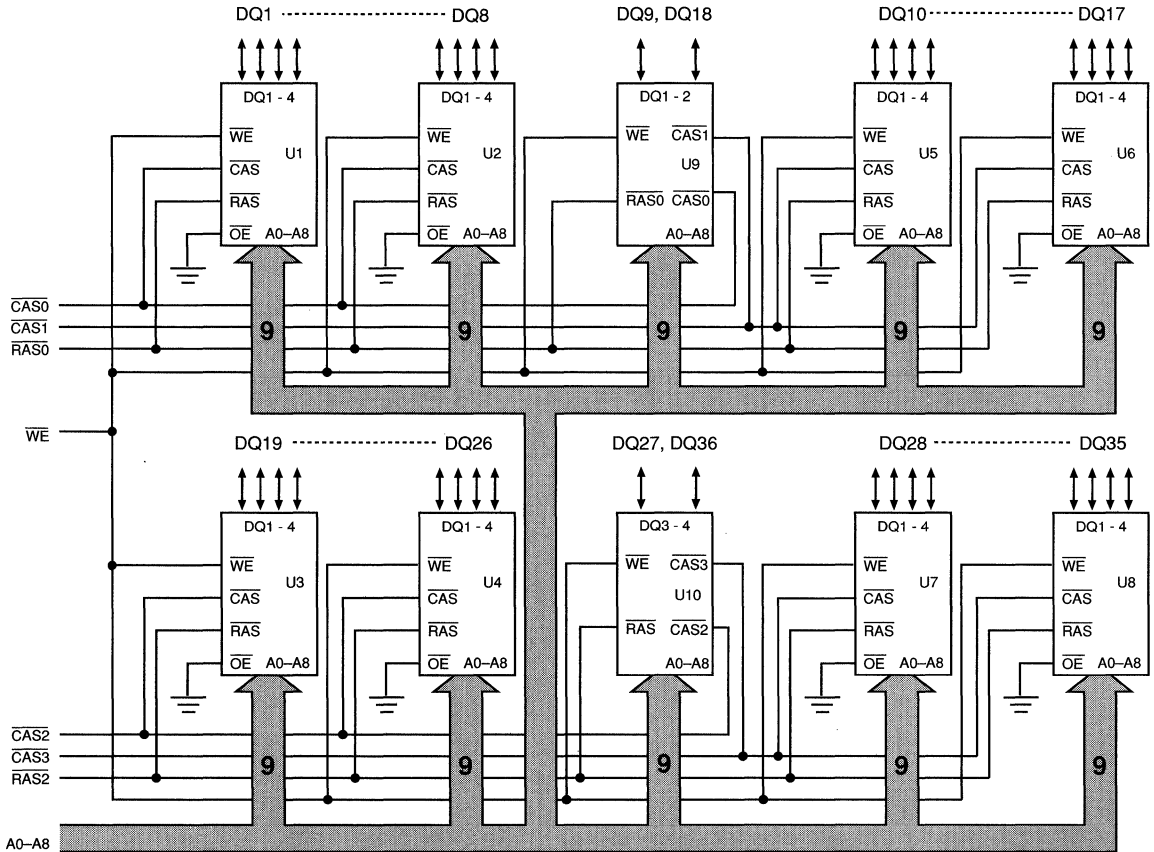 DQ1 DQ8 DQ9, DQ18 DQ10 DQ17
DQ1 - 4 DQ1 - 4 DQ1 - 2 DQ1 - 4 DQ1 - 4
WE WE WE CAS1 WE WE
U1 U2 U9 U5 U6
CAS CAS CAS CAS
RAS RAS RAS0 CAS0 RAS RAS
OE A0–A8 OE A0–A8 A0–A8 OE A0–A8 OE A0–A8
CAS0
CAS1
9 9 9 9 9
RAS0
WE
DQ19 DQ26 DQ27, DQ36 DQ28 DQ35
DQ1 - 4 DQ1 - 4 DQ3 - 4 DQ1 - 4 DQ1 - 4
WE WE WE CAS3 WE WE
U3 U4 U10 U7 U8
CAS CAS CAS CAS
RAS RAS RAS CAS2 RAS RAS
OE A0–A8 OE A0–A8 A0–A8 OE A0–A8 OE A0–A8
CAS2
CAS3
9 9 9 9 9
RAS2
A0–A8